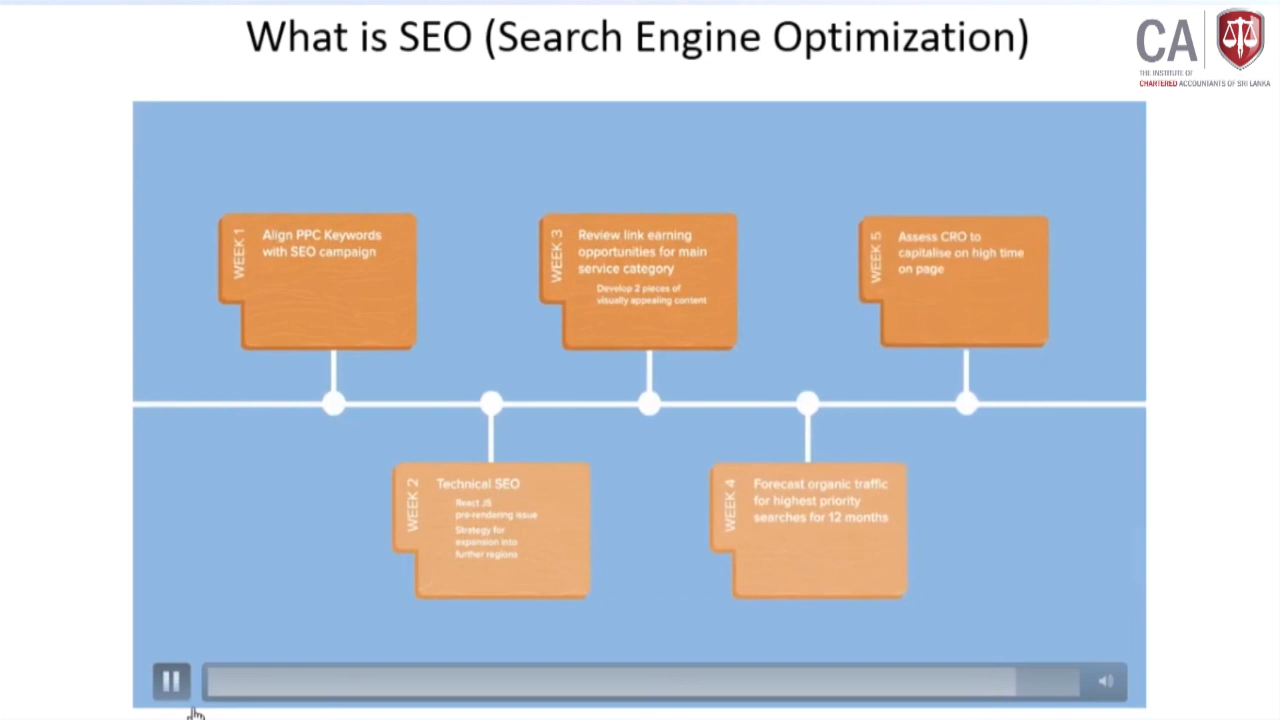 What is SEO (Search Engine Optimization)
CA
THE INSTITUTE OF
CHARTERED ACCOUNTANTS OF SRI LANKA
WEEK 1
Align PPC Keywords
with SEO campaign
WEEK 3
Review link earning
opportunities for main
service category
Develop 2 pieces of
visually appealing content
WEEK 5
Assess CRO to
capitalise on high time
on page
WEEK 2
Technical SEO
React JS
pre-rendering issue
Strategy for
expansion into
further regions
WEEK 4
Forecast organic traffic
for highest priority
searches for 12 months